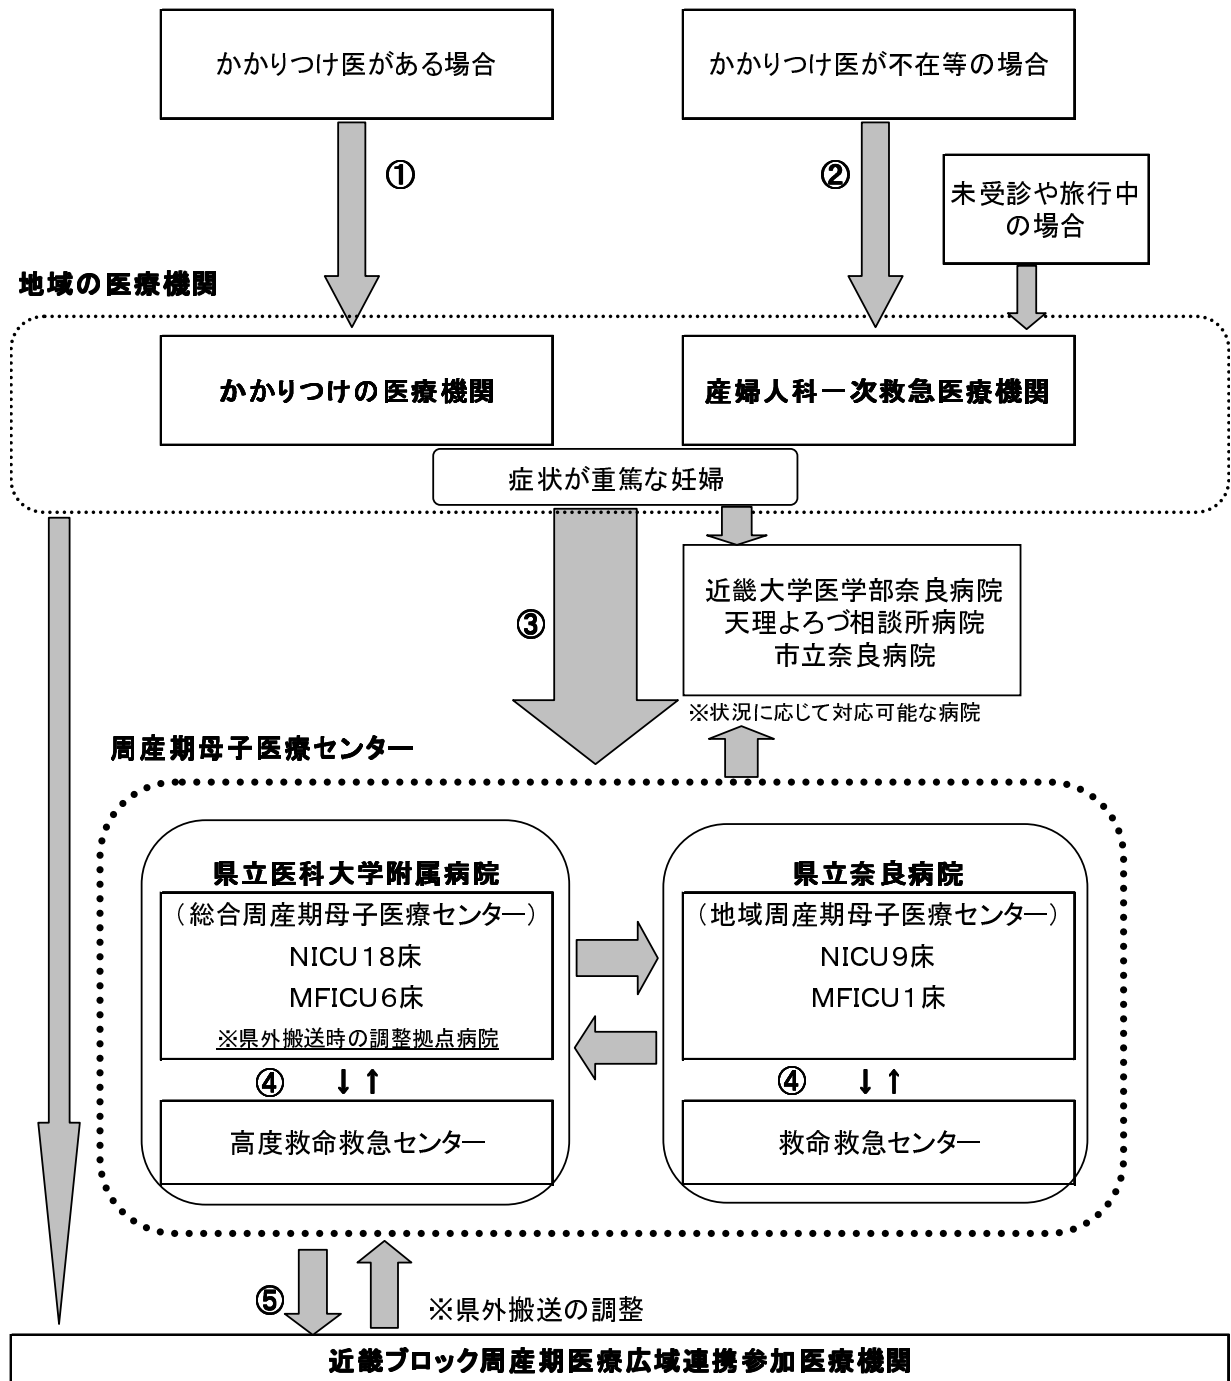 かかりつけ医がある場合
かかりつけ医が不在等の場合
①
②
未受診や旅行中
の場合
地域の医療機関
かかりつけの医療機関
産婦人科一次救急医療機関
症状が重篤な妊婦
③
近畿大学医学部奈良病院
天理よろづ相談所病院
市立奈良病院
※状況に応じて対応可能な病院
周産期母子医療センター
県立医科大学附属病院
（総合周産期母子医療センター）
NICU18床
MFICU6床
※県外搬送時の調整拠点病院
④ ↓↑
高度救命救急センター
県立奈良病院
（地域周産期母子医療センター）
NICU9床
MFICU1床
④ ↓↑
救命救急センター
⑤
※県外搬送の調整
近畿ブロック周産期医療広域連携参加医療機関